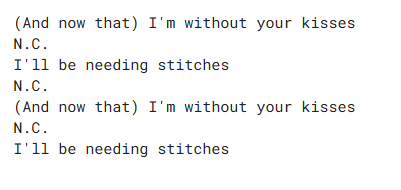 (And now that) I'm without your kisses
N.C.
I'll be needing stitches
N.C.
(And now that) I'm without your kisses
N.C.
I'll be needing stitches